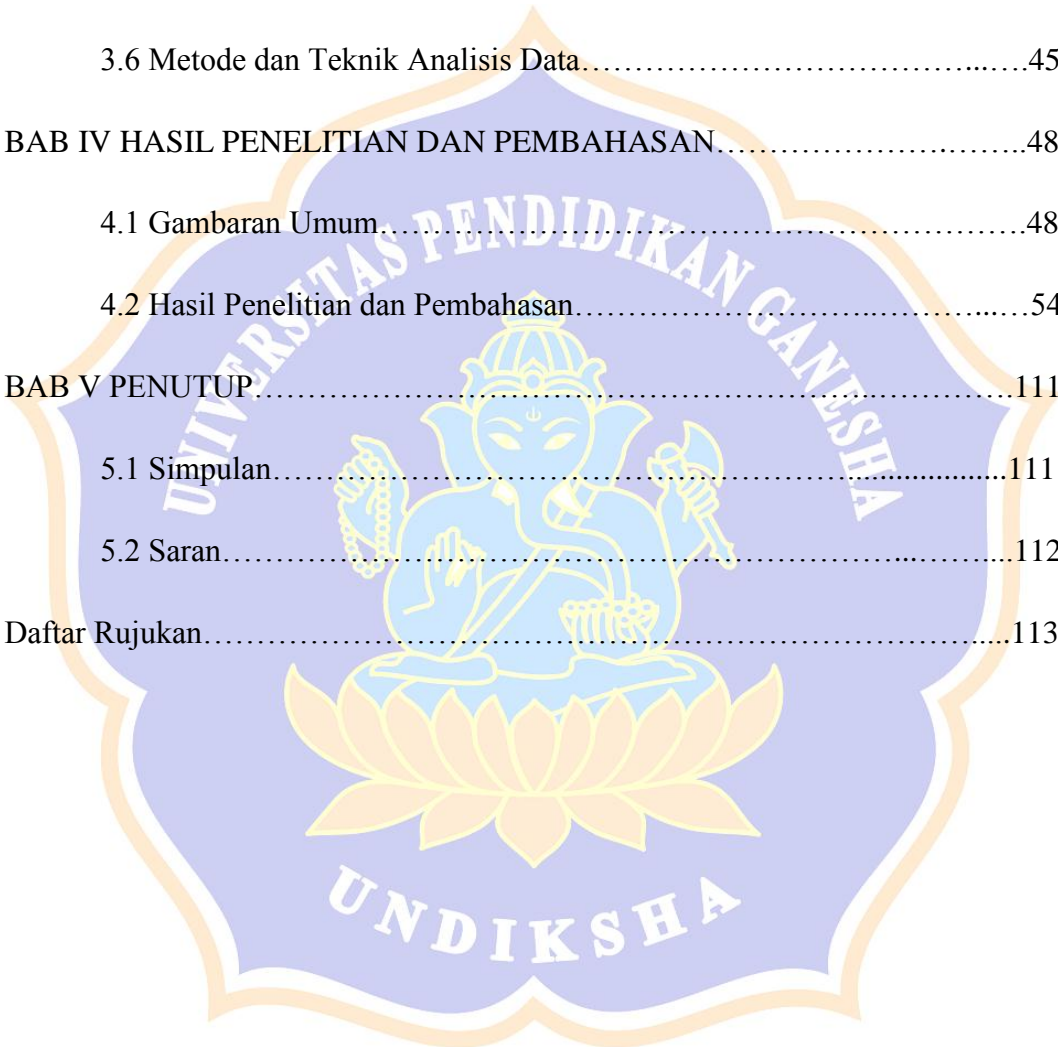 3.6 Metode dan Teknik Analisis Data…………………………………...….45
BAB IV HASIL PENELITIAN DAN PEMBAHASAN………………….……..48
4.1 Gambaran Umum…………………………………………………………48
4.2 Hasil Penelitian dan Pembahasan……………………….………...…54
BAB V PENUTUP…………………………………………………………….111
5.1 Simpulan…………………………………………………....................111
5.2 Saran…………………………………………………………...……...112
Daftar Rujukan………………………………………………………………....113
UNIVERSITAS PENDIDIKAN GANESHA
UNDIKSHA